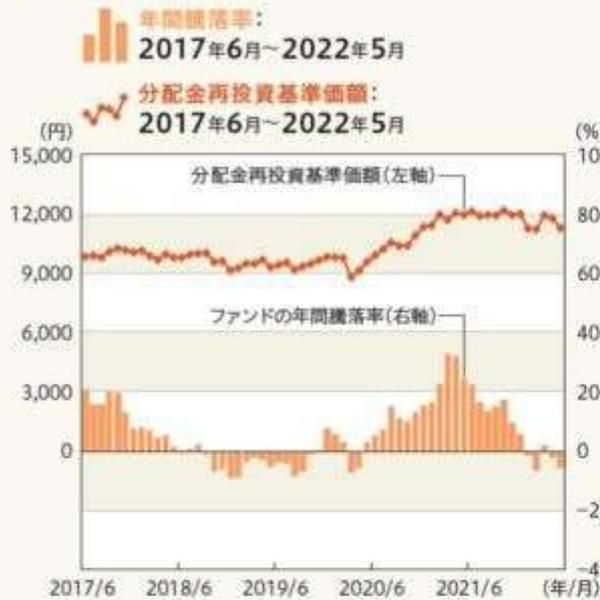 年間騰落率:
2017年6月~2022年5月
分配金再投資基準価額:
2017年6月~2022年5月
(円) (%
15,000 10
分配金再投資基準価額(左軸)
12,000 80
9,000 60
ファンドの年間騰落率(右軸)
6,000 40
3,000 20
0 0
-2
-4
2017/6 2018/6 2019/6 2020/6 2021/6 (年/月)